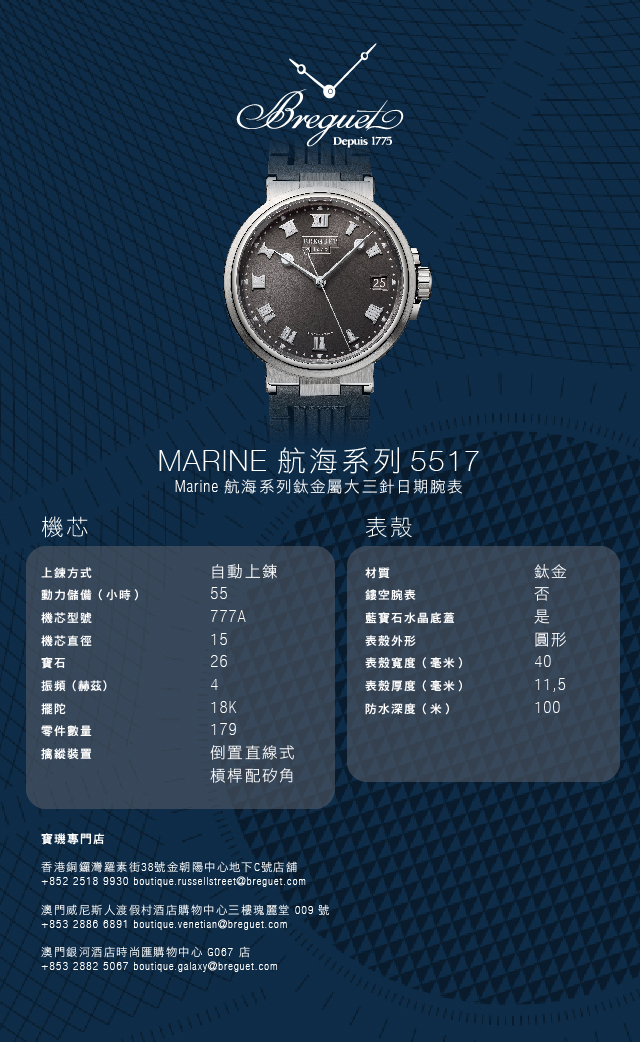 Breguet
Depuis 1775
BREGUET
25
MARINE 航海系列 5517
Marine 航海系列鈦金屬大三針日期腕表
機芯
上鍊方式 自動上鍊
動力儲備（小時） 55
機芯型號 777A
機芯直徑 15
寶石 26
振頻（赫茲） 4
擺陀 18K
零件數量 179
擒縱裝置 倒置直線式
槓桿配矽角
表殼
材質 鈦金
鏤空腕表 否
藍寶石水晶底蓋 是
表殼外形 圓形
表殼寬度（毫米） 40
表殼厚度（毫米） 11,5
防水深度（米） 100
寶璣專門店
香港銅鑼灣羅素街38號金朝陽中心地下C號店舖
+852 2518 9930 boutique.russellstreet@breguet.com
澳門威尼斯人渡假村酒店購物中心三樓瑰麗堂 009 號
+853 2886 6891 boutique.venetian@breguet.com
澳門銀河酒店時尚匯購物中心 G067 店
+853 2882 5067 boutique.galaxy@breguet.com